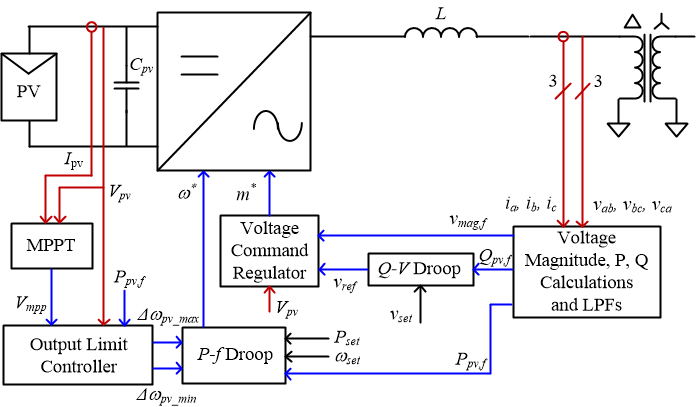 L
C_pv
PV
3
3
I_pv
V_pv
ω*
m*
i_a, i_b, i_c
v_ab, v_bc, v_ca
MPPT
Voltage
Command
Regulator
v_mag,f
Voltage
Magnitude, P, Q
Calculations
and LPFs
Q-V Droop
Q_pv,f
v_ref
V_mpp
P_pv,f
V_pv
v_set
Δω_pv_max
Output Limit
Controller
P-f Droop
P_set
ω_set
P_pv,f
Δω_pv_min